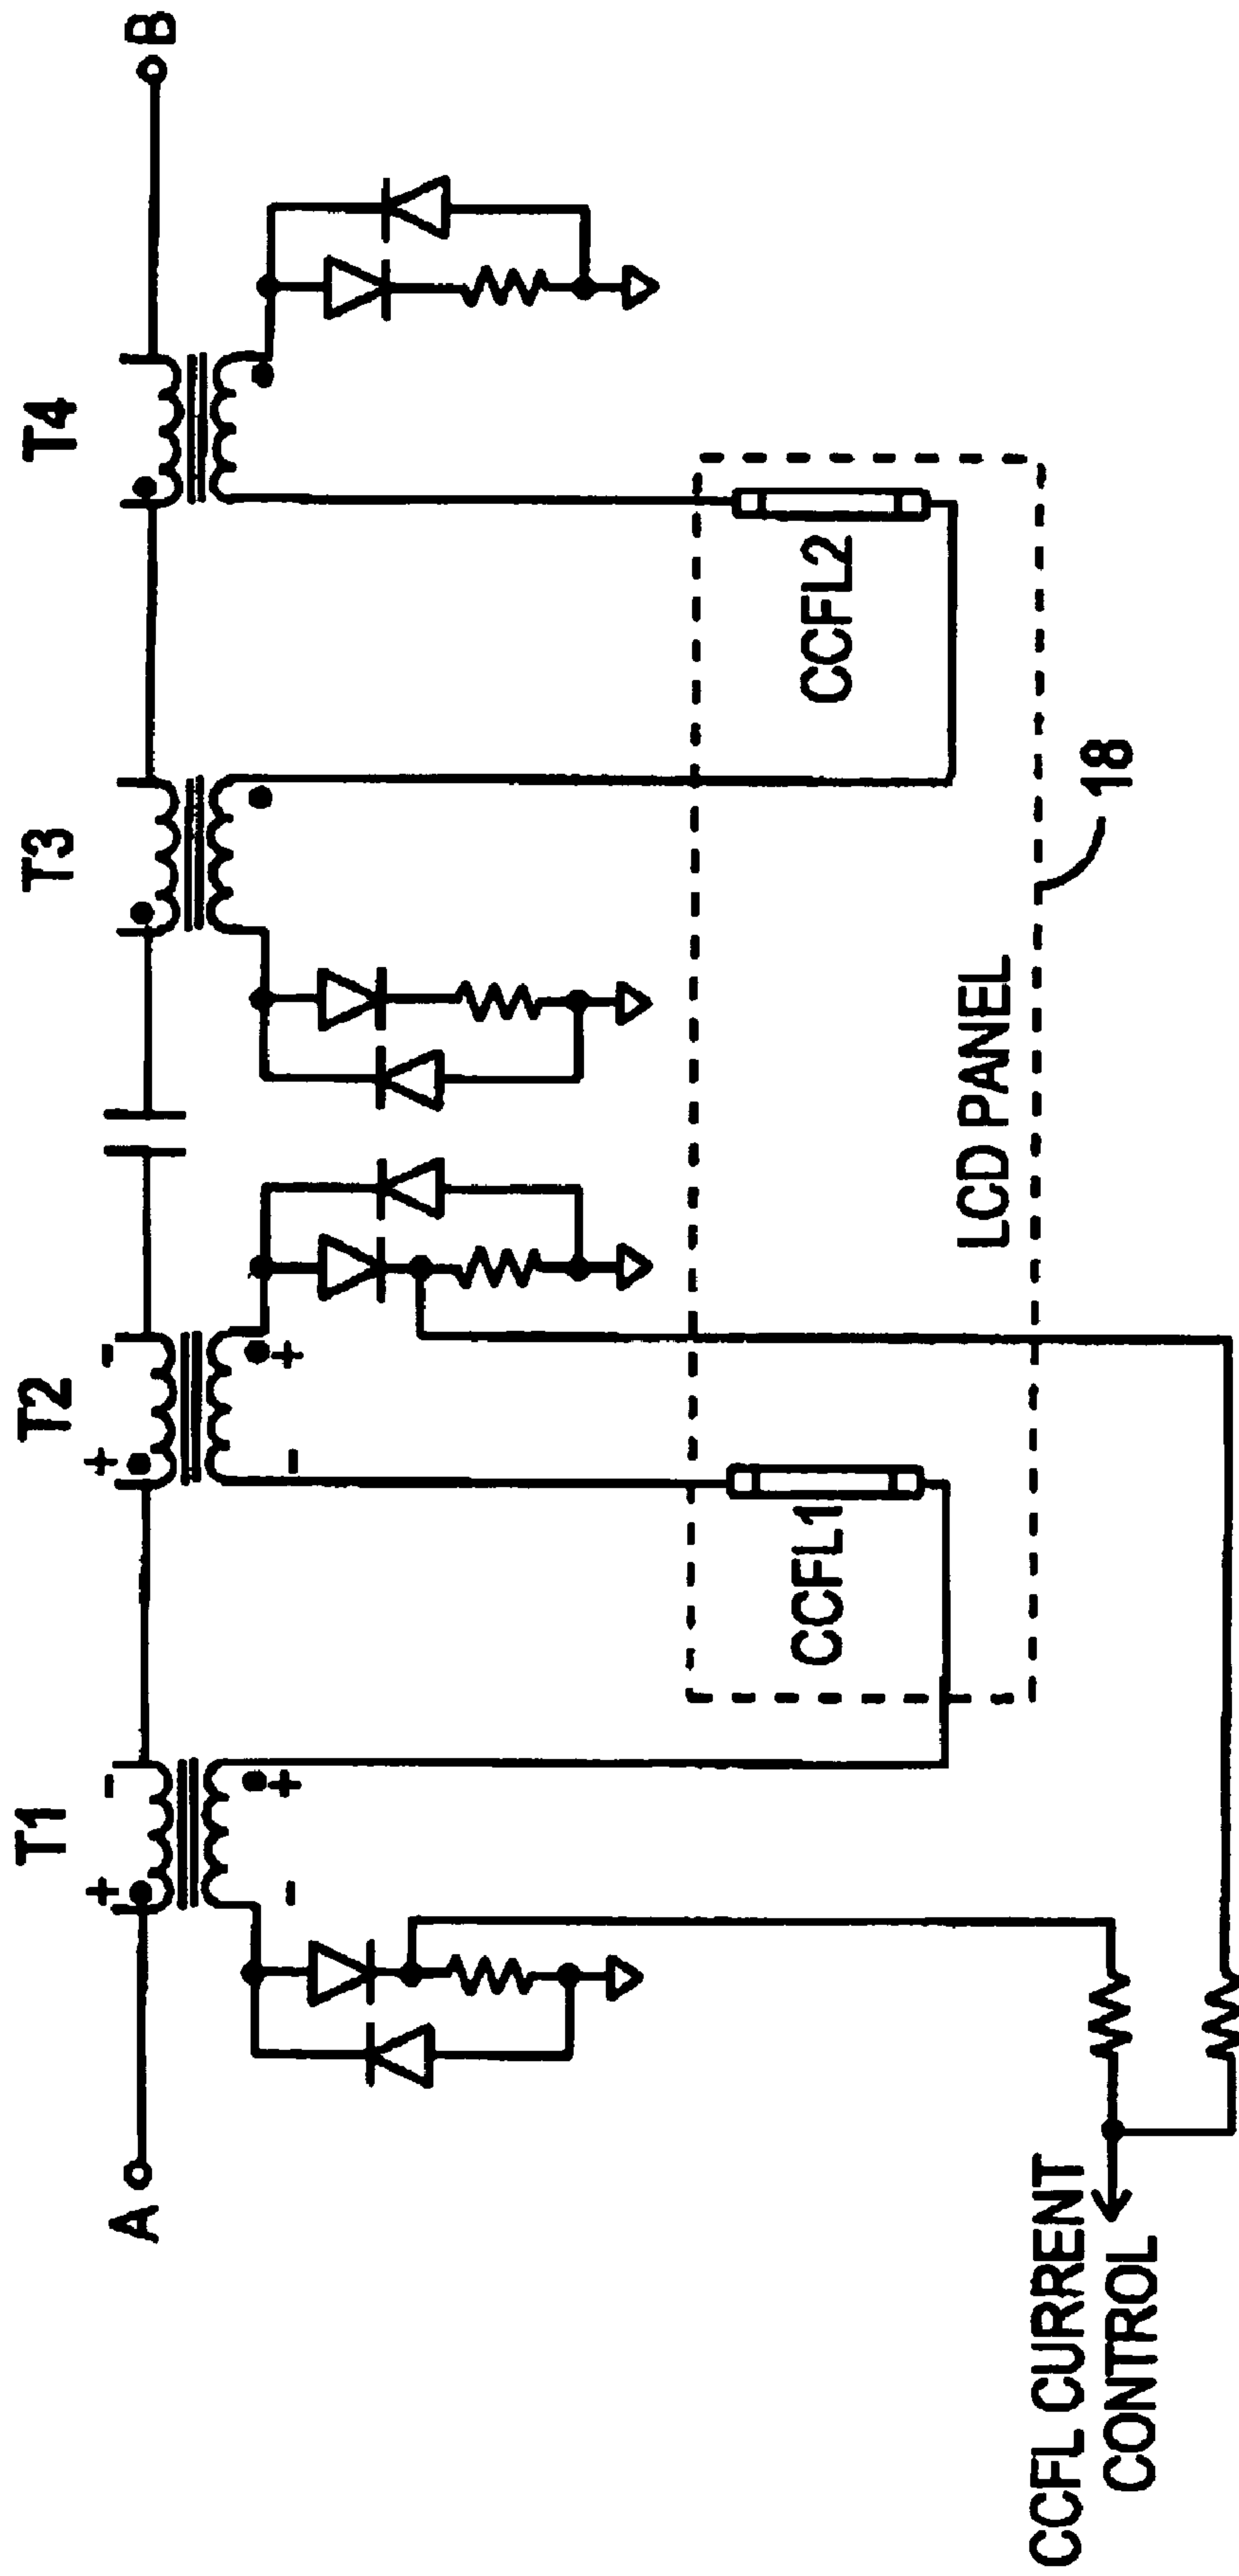 T1
T2
T3
T4
+
-
+
-
A
B
-
+
-
+
CCFL1
CCFL2
LCD PANEL
18
CCFL CURRENT
CONTROL